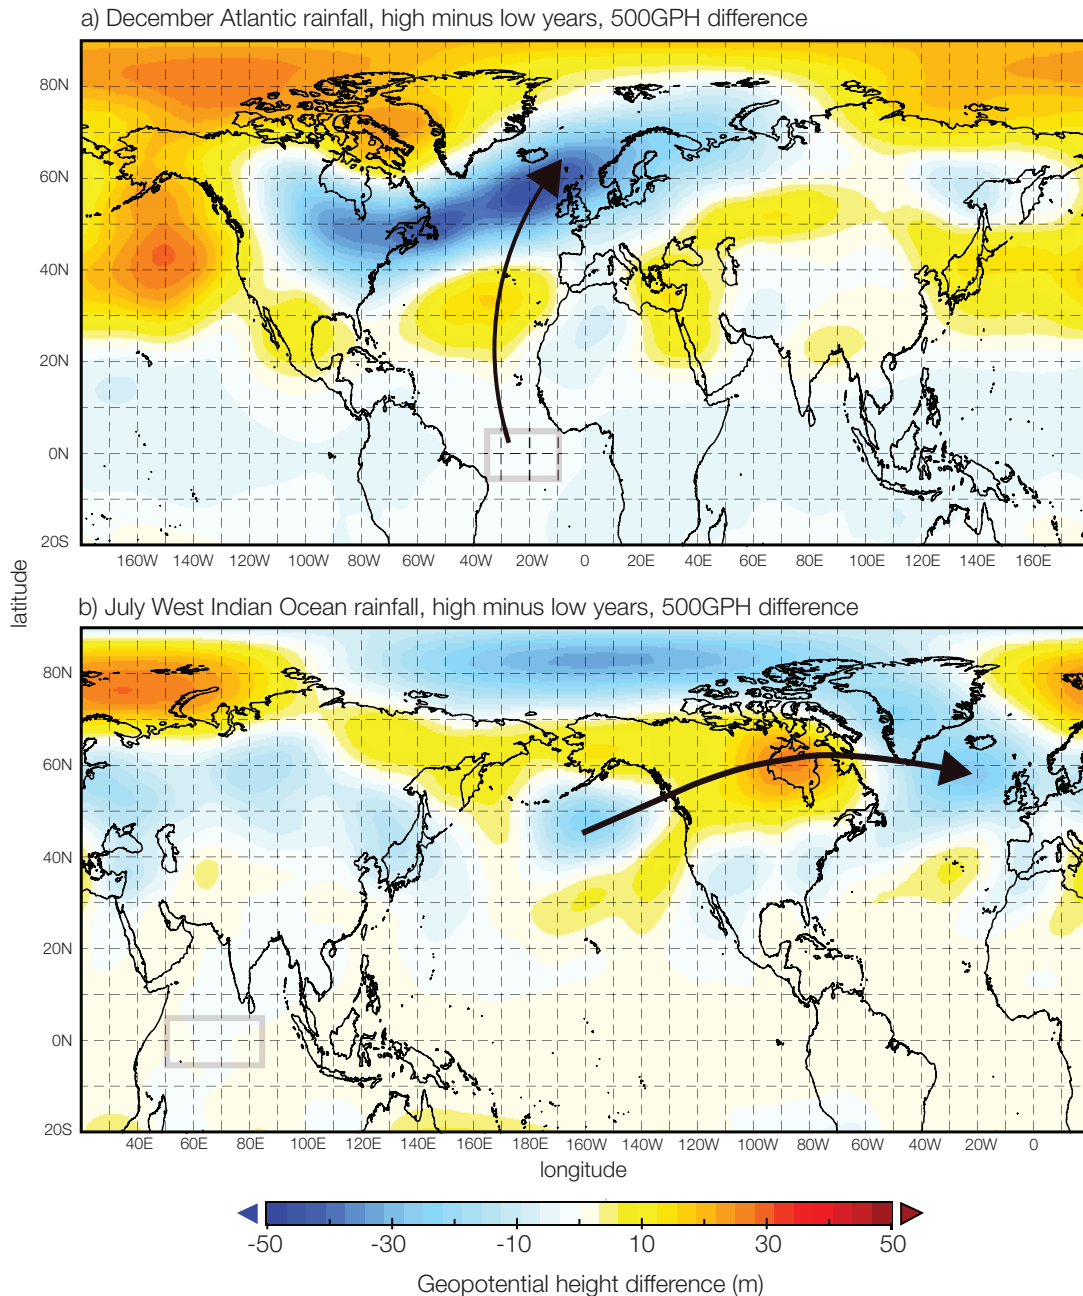 a) December Atlantic rainfall, high minus low years, 500GPH difference
80N
60N
40N
20N
0N
20S
160W 140W 120W 100W 80W 60W 40W 20W 0 20E 40E 60E 80E 100E 120E 140E 160E
latitude
b) July West Indian Ocean rainfall, high minus low years, 500GPH difference
80N
60N
40N
20N
0N
20S
40E 60E 80E 100E 120E 140E 160E 180E 160W 140W 120W 100W 80W 60W 40W 20W 0
longitude
-50 -30 -10 10 30 50
Geopotential height difference (m)